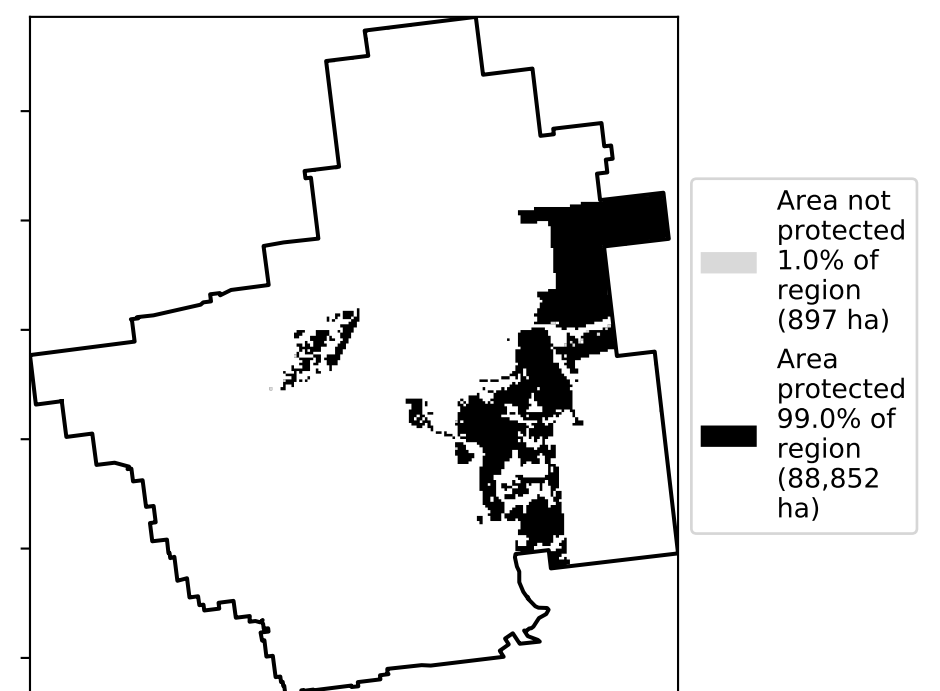 Area not
protected
1.0% of
region
(897 ha)
Area
protected
99.0% of
region
(88,852
ha)